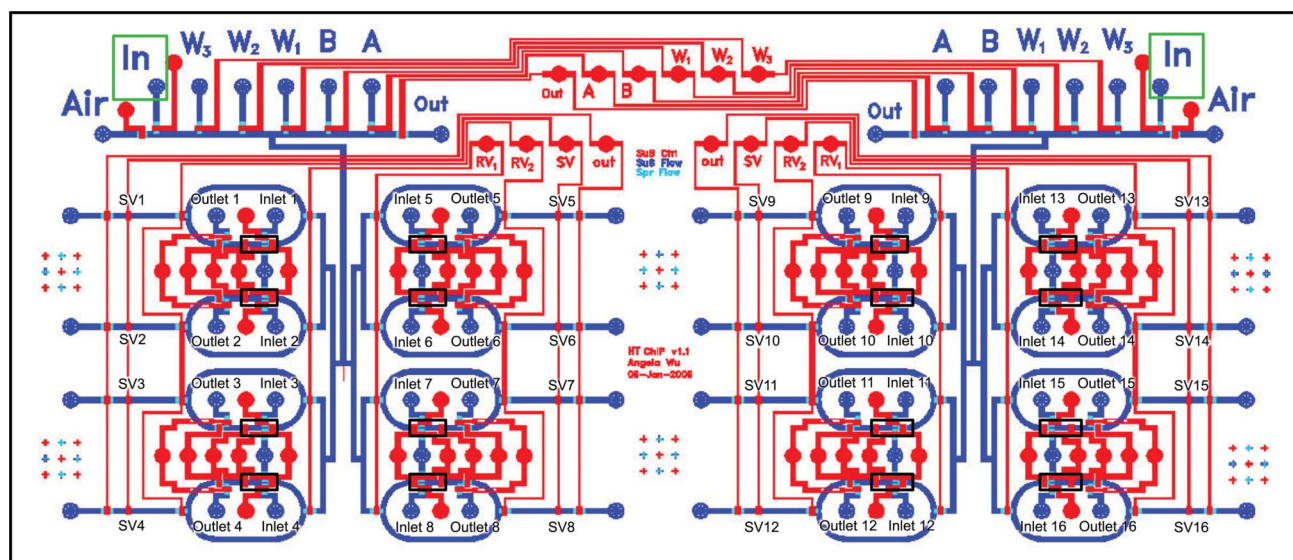 In W3 W2 W1 B A
A B W1 W2 W3 In
W1 W2 W3
Out A B
Air Out
Out Air
RV1 RV2 SV out
out SV RV2 RV1
Su8 Ctrl
Su8 Flow
Spr Flow
SV1 Outlet 1 Inlet 1 Inlet 5 Outlet 5 SV5 SV9 Outlet 9 Inlet 9 Inlet 13 Outlet 13 SV13
SV2 Outlet 2 Inlet 2 Inlet 6 Outlet 6 SV6 SV10 Outlet 10 Inlet 10 Inlet 14 Outlet 14 SV14
HT ChIP v1.1
Angela Wu
SV3 Outlet 3 Inlet 3 Inlet 7 Outlet 7 SV7 SV11 Outlet 11 Inlet 11 Inlet 15 Outlet 15 SV15
SV4 Outlet 4 Inlet 4 Inlet 8 Outlet 8 SV8 SV12 Outlet 12 Inlet 12 Inlet 16 Outlet 16 SV16